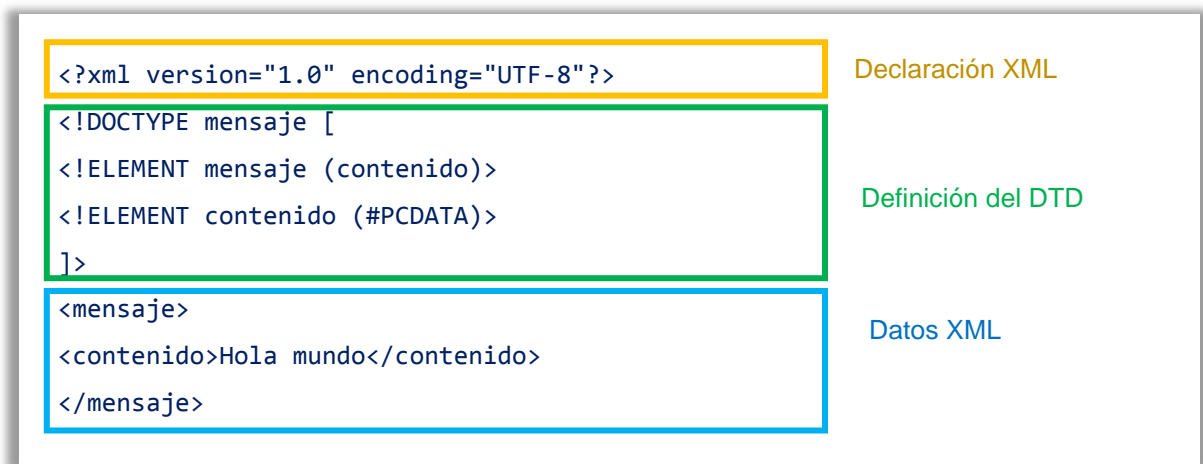 <?xml version="1.0" encoding="UTF-8"?>
Declaración XML
<!DOCTYPE mensaje [
<!ELEMENT mensaje (contenido)>
<!ELEMENT contenido (#PCDATA)>
]>
Definición del DTD
<mensaje>
<contenido>Hola mundo</contenido>
</mensaje>
Datos XML